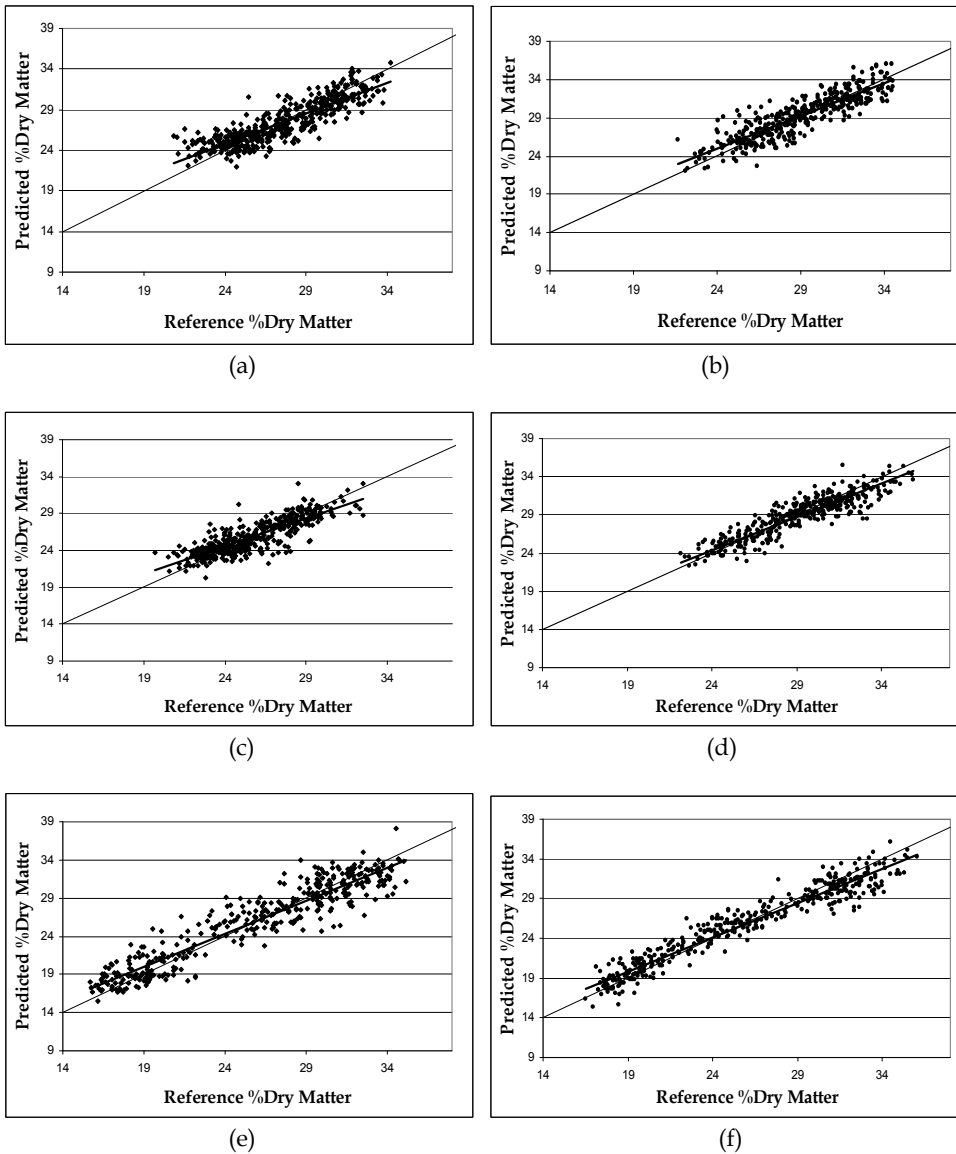 39
34
29
24
19
14
9
14 19 24 29 34
Predicted %Dry Matter
Reference %Dry Matter
(a)
39
34
29
24
19
14
9
14 19 24 29 34
Predicted %Dry Matter
Reference %Dry Matter
(b)
39
34
29
24
19
14
9
14 19 24 29 34
Predicted %Dry Matter
Reference %Dry Matter
(c)
39
34
29
24
19
14
9
14 19 24 29 34
Predicted %Dry Matter
Reference %Dry Matter
(d)
39
34
29
24
19
14
9
14 19 24 29 34
Predicted %Dry Matter
Reference %Dry Matter
(e)
39
34
29
24
19
14
9
14 19 24 29 34
Predicted %Dry Matter
Reference %Dry Matter
(f)